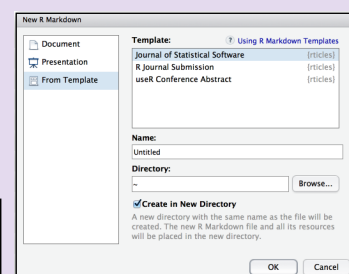 New R Markdown
Document
Presentation
From Template
Template:
? Using R Markdown Templates
Journal of Statistical Software {rticles}
R Journal Submission {rticles}
useR Conference Abstract {rticles}
Name:
Untitled
Directory:
~
Browse...
Create in New Directory
A new directory with the same name as the file will be
created. The new R Markdown file and all its resources
will be placed in the new directory.
OK
Cancel